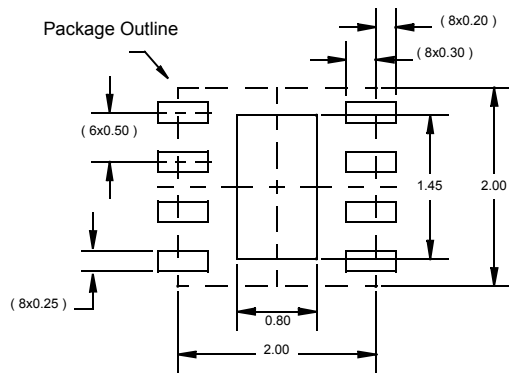 ( 8x0.20 )
Package Outline
( 8x0.30 )
( 6x0.50 )
1.45
2.00
( 8x0.25 )
0.80
2.00